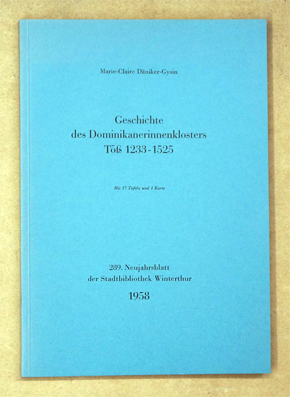 Marie-Claire Däniker-Gysin
Geschichte
des Dominikanerinnenklosters
Töß 1233-1525
Mit 17 Tafeln und 1 Karte
289. Neujahrsblatt
der Stadtbibliothek Winterthur
1958